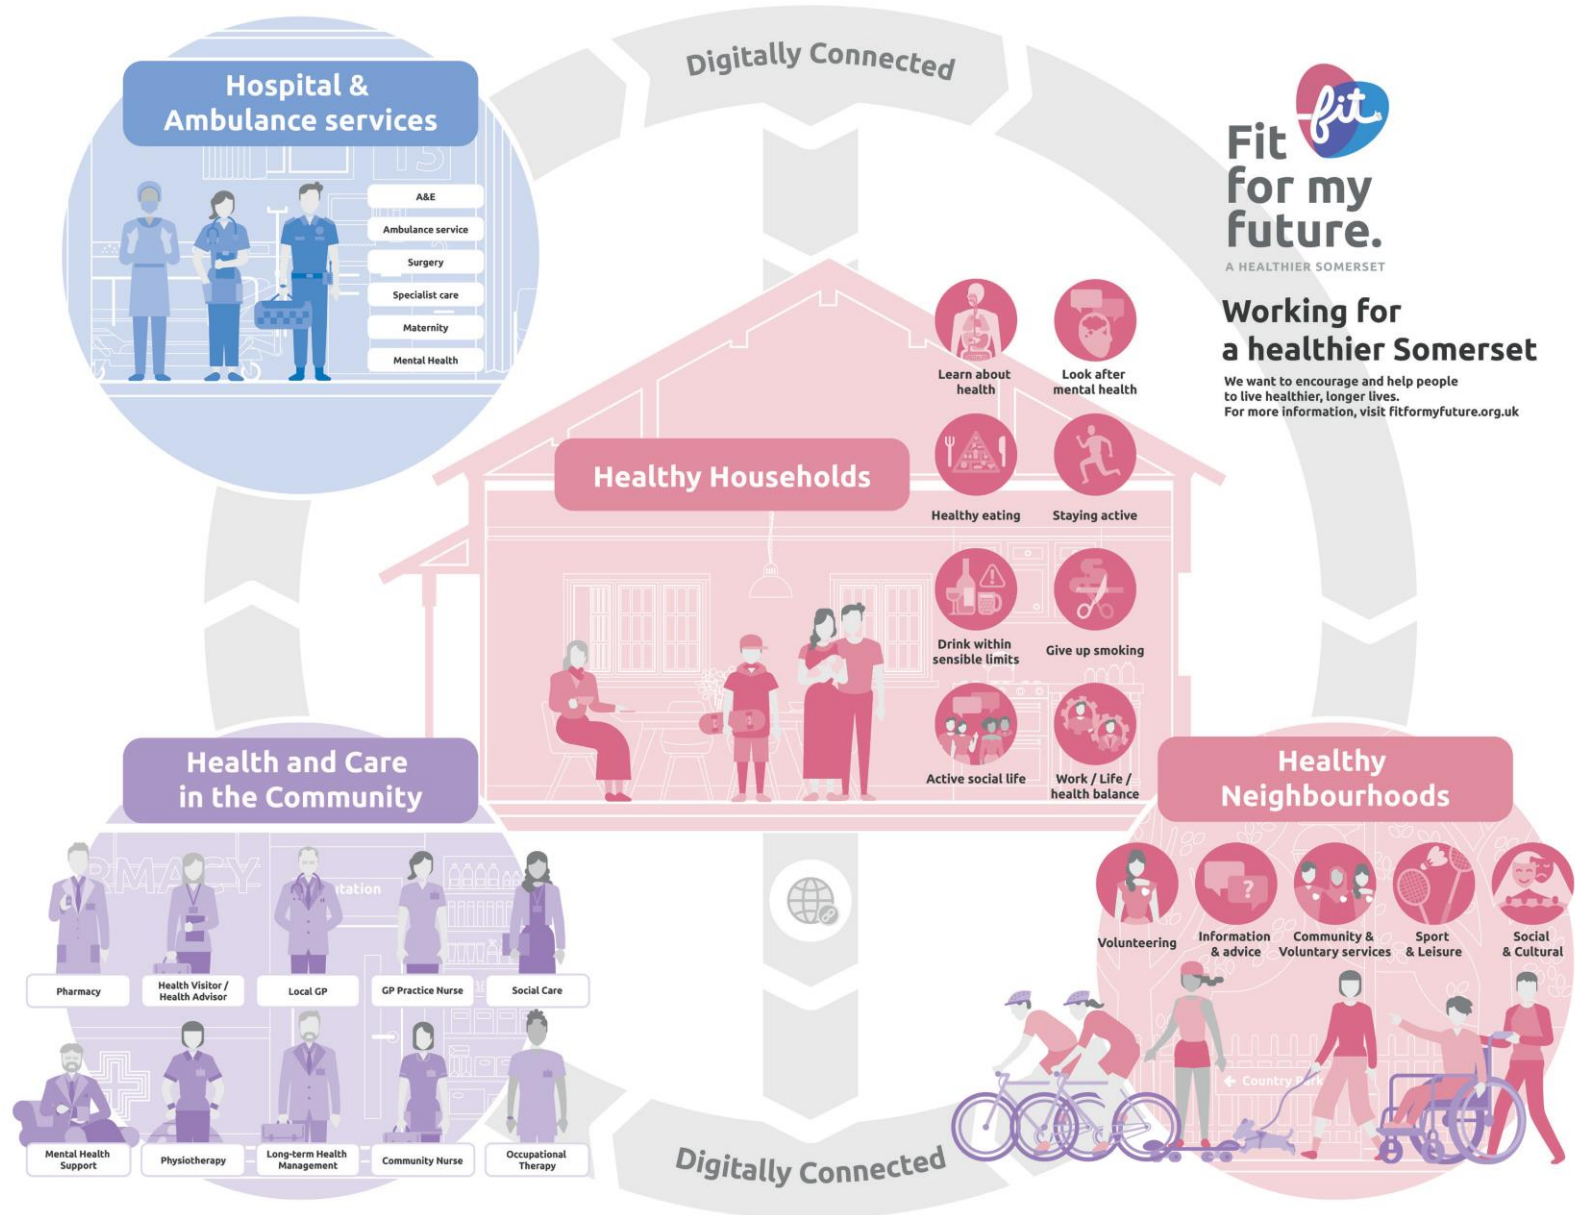 Digitally Connected
Hospital &
Ambulance services
13
A&E
Ambulance service
Surgery
Specialist care
Maternity
Mental Health
fit
Fit
for my
future.
A HEALTHIER SOMERSET
Working for
a healthier Somerset
We want to encourage and help people
to live healthier, longer lives.
For more information, visit fitformyfuture.org.uk
Healthy Households
Learn about
health
Look after
mental health
Healthy eating
Staying active
Drink within
sensible limits
Give up smoking
Active social life
Work / Life /
health balance
Health and Care
in the Community
RMACY
tation
Pharmacy
Health Visitor /
Health Advisor
Local GP
GP Practice Nurse
Social Care
Mental Health
Support
Physiotherapy
Long-term Health
Management
Community Nurse
Occupational
Therapy
Healthy
Neighbourhoods
Volunteering
Information
& advice
Community &
Voluntary services
Sport
& Leisure
Social
& Cultural
← Country Park
Digitally Connected